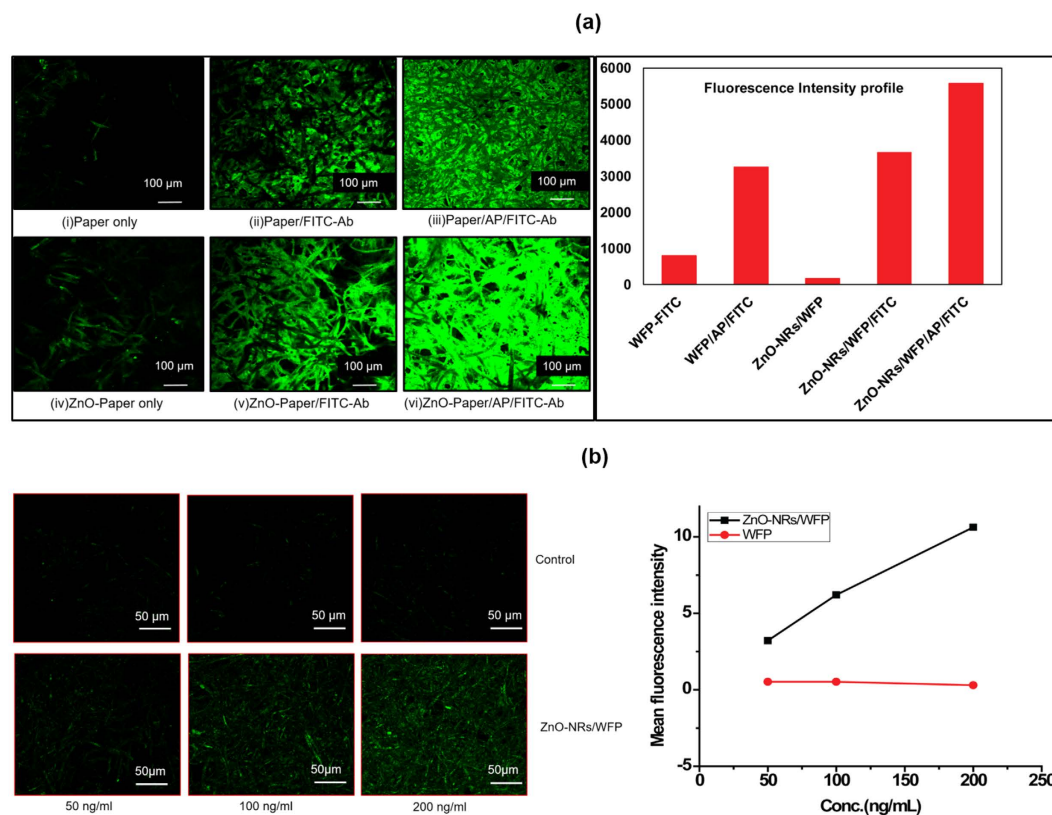 (a)
100 µm
100 µm
100 µm
(i)Paper only
(ii)Paper/FITC-Ab
(iii)Paper/AP/FITC-Ab
100 µm
100 µm
100 µm
(iv)ZnO-Paper only
(v)ZnO-Paper/FITC-Ab
(vi)ZnO-Paper/AP/FITC-Ab
Fluorescence Intensity profile
6000
5000
4000
3000
2000
1000
0
WFP-FITC
WFP/AP/FITC
ZnO-NRs/WFP
ZnO-NRs/WFP/FITC
ZnO-NRs/WFP/AP/FITC
(b)
50 µm
50 µm
50 µm
Control
50µm
50µm
50µm
ZnO-NRs/WFP
50 ng/ml
100 ng/ml
200 ng/ml
ZnO-NRs/WFP
WFP
Mean fluorescence intensity
10
5
0
-5
0
50
100
150
200
250
Conc.(ng/mL)